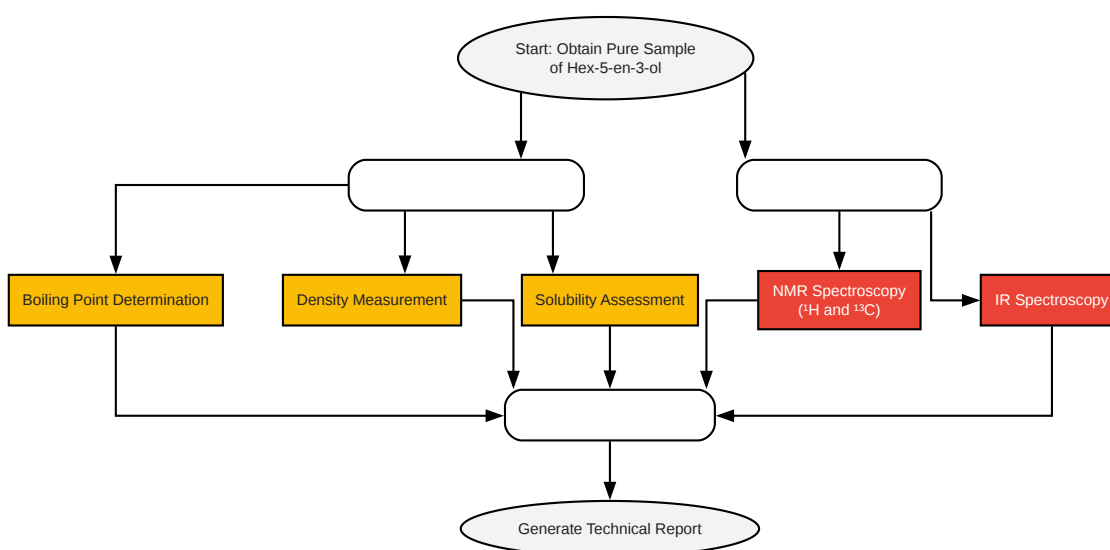 Start: Obtain Pure Sample
of Hex-5-en-3-ol
Boiling Point Determination
Density Measurement
Solubility Assessment
NMR Spectroscopy
(¹H and ¹³C)
IR Spectroscopy
Generate Technical Report